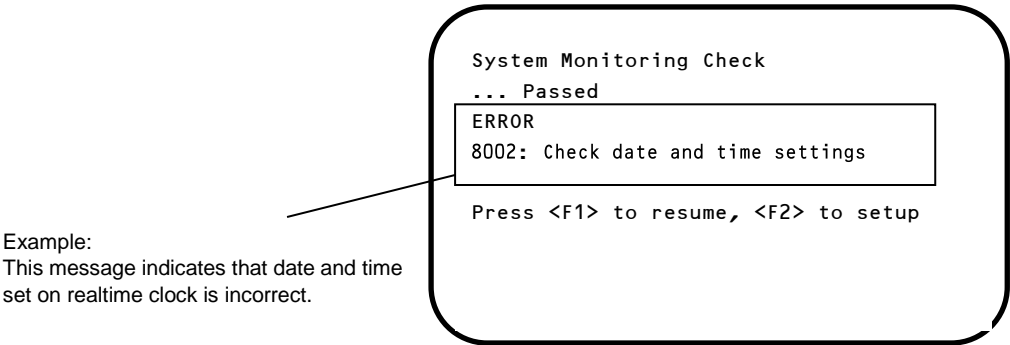 System Monitoring Check
... Passed
ERROR
8002: Check date and time settings
Press <F1> to resume, <F2> to setup
Example:
This message indicates that date and time
set on realtime clock is incorrect.